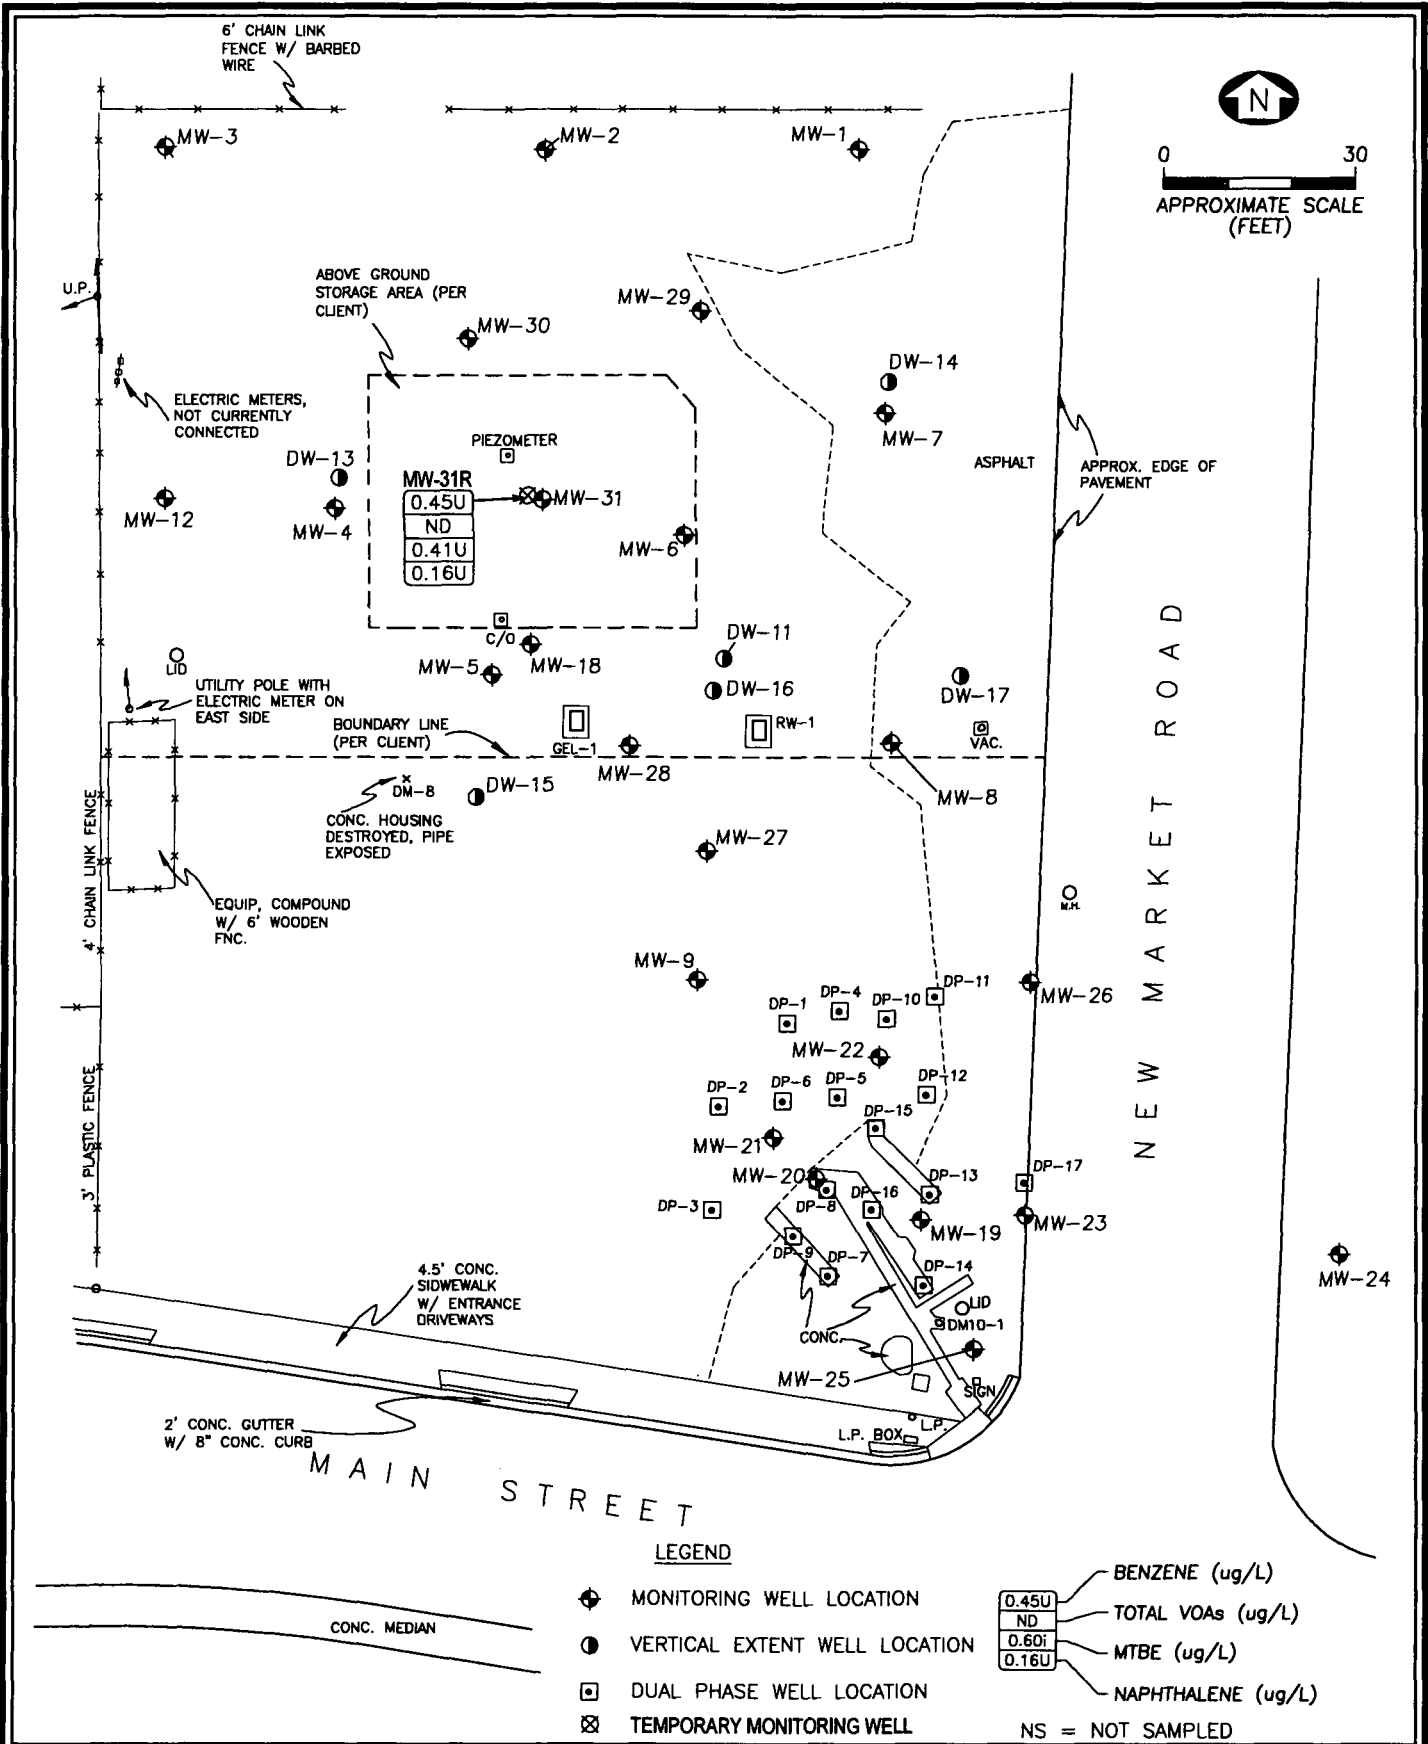 6' CHAIN LINK
FENCE W/ BARBED
WIRE
N
MW-3
MW-2
MW-1
0 30
APPROXIMATE SCALE
(FEET)
U.P.
ABOVE GROUND
STORAGE AREA (PER
CLIENT)
MW-29
MW-30
DW-14
MW-7
ELECTRIC METERS,
NOT CURRENTLY
CONNECTED
PIEZOMETER
ASPHALT
APPROX. EDGE OF
PAVEMENT
DW-13
MW-31R
0.45U
ND
0.41U
0.16U
MW-31
MW-12
MW-4
MW-6
C/O
DW-11
MW-5
MW-18
LID
DW-16
DW-17
UTILITY POLE WITH
ELECTRIC METER ON
EAST SIDE
BOUNDARY LINE
(PER CLIENT)
GEL-1
RW-1
VAC.
MW-28
DM-8
DW-15
MW-8
CONC. HOUSING
DESTROYED, PIPE
EXPOSED
MW-27
4' CHAIN LINK FENCE
EQUIP, COMPOUND
W/ 6' WOODEN
FNC.
M.H.
NEW MARKET ROAD
MW-9
DP-11
DP-4
DP-1
DP-10
MW-26
MW-22
3' PLASTIC FENCE
DP-2
DP-6
DP-5
DP-12
DP-15
MW-21
MW-20
DP-13
DP-17
DP-3
DP-8
DP-16
MW-19
MW-23
DP-9
DP-7
DP-14
MW-24
4.5' CONC.
SIDWEWALK
W/ ENTRANCE
DRIVEWAYS
LID
DM10-1
CONC.
MW-25
SIGN
L.P.
L.P. BOX
2' CONC. GUTTER
W/ 8" CONC. CURB
MAIN STREET
LEGEND
MONITORING WELL LOCATION
VERTICAL EXTENT WELL LOCATION
DUAL PHASE WELL LOCATION
TEMPORARY MONITORING WELL
CONC. MEDIAN
0.45U
ND
0.60i
0.16U
BENZENE (ug/L)
TOTAL VOAs (ug/L)
MTBE (ug/L)
NAPHTHALENE (ug/L)
NS = NOT SAMPLED